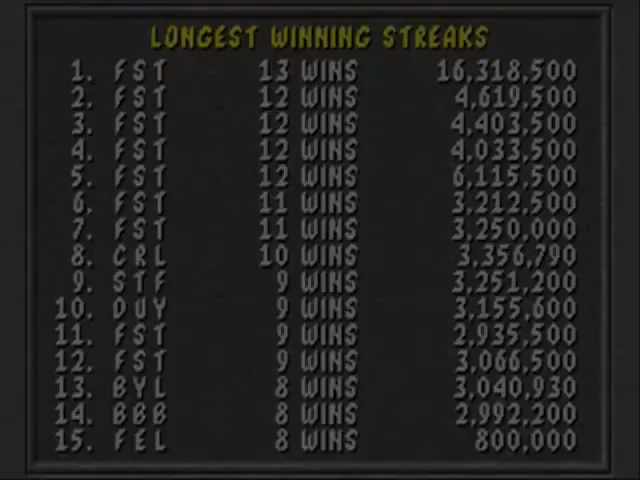 LONGEST WINNING STREAKS
1. FST 13 WINS 16,318,500
2. FST 12 WINS 4,619,500
3. FST 12 WINS 4,403,500
4. FST 12 WINS 4,033,500
5. FST 12 WINS 6,115,500
6. FST 11 WINS 3,212,500
7. FST 11 WINS 3,250,000
8. CRL 10 WINS 3,356,790
9. STF 9 WINS 3,251,200
10. DUY 9 WINS 3,155,600
11. FST 9 WINS 2,935,500
12. FST 9 WINS 3,066,500
13. BYL 8 WINS 3,040,930
14. BBB 8 WINS 2,992,200
15. FEL 8 WINS 800,000